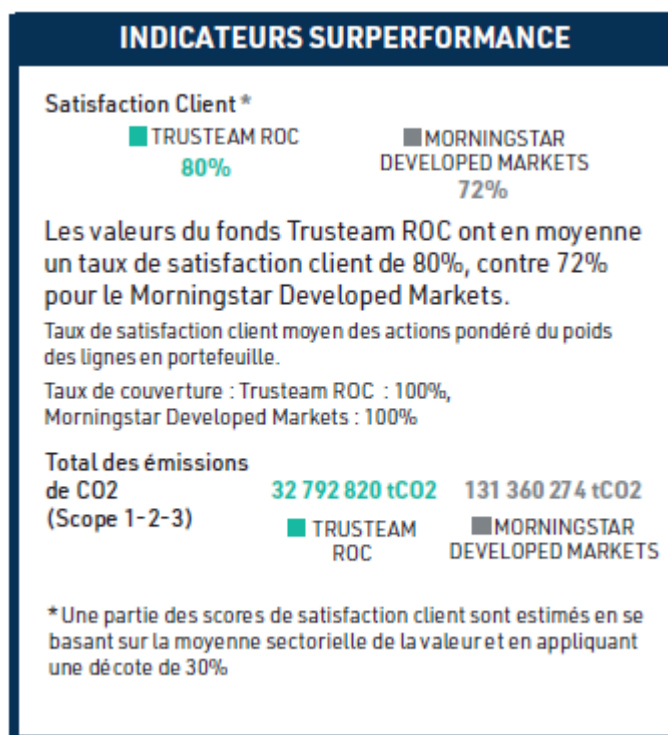 INDICATEURS SURPERFORMANCE
Satisfaction Client *
TRUSTEAM ROC
80%
MORNINGSTAR
DEVELOPED MARKETS
72%
Les valeurs du fonds Trusteam ROC ont en moyenne
un taux de satisfaction client de 80%, contre 72%
pour le Morningstar Developed Markets.
Taux de satisfaction client moyen des actions pondéré du poids
des lignes en portefeuille.
Taux de couverture : Trusteam ROC : 100%,
Morningstar Developed Markets : 100%
Total des émissions
de CO2
(Scope 1-2-3)
32 792 820 tCO2
TRUSTEAM
ROC
131 360 274 tCO2
MORNINGSTAR
DEVELOPED MARKETS
*Une partie des scores de satisfaction client sont estimés en se
basant sur la moyenne sectorielle de la valeur et en appliquant
une décote de 30%